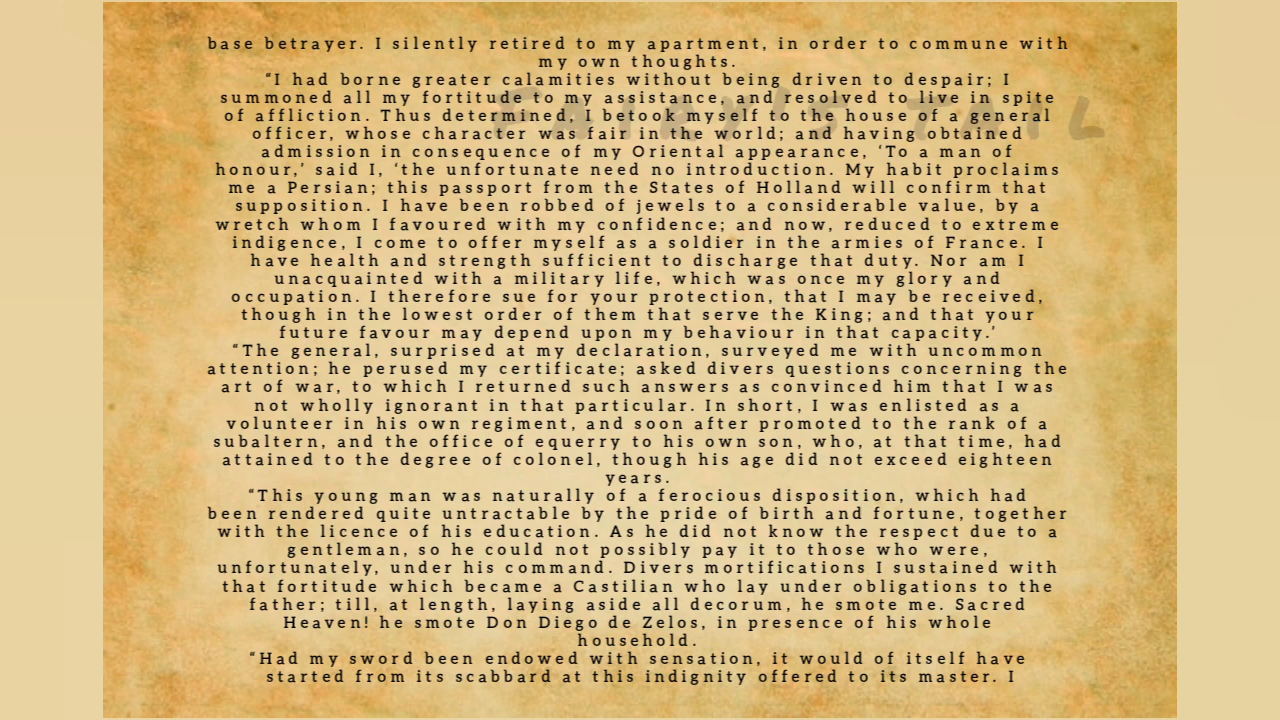 base betrayer. I silently retired to my apartment, in order to commune with
my own thoughts.
“I had borne greater calamities without being driven to despair; I
summoned all my fortitude to my assistance, and resolved to live in spite
of affliction. Thus determined, I betook myself to the house of a general
officer, whose character was fair in the world; and having obtained
admission in consequence of my Oriental appearance, ‘To a man of
honour,’ said I, ‘the unfortunate need no introduction. My habit proclaims
me a Persian; this passport from the States of Holland will confirm that
supposition. I have been robbed of jewels to a considerable value, by a
wretch whom I favoured with my confidence; and now, reduced to extreme
indigence, I come to offer myself as a soldier in the armies of France. I
have health and strength sufficient to discharge that duty. Nor am I
unacquainted with a military life, which was once my glory and
occupation. I therefore sue for your protection, that I may be received,
though in the lowest order of them that serve the King; and that your
future favour may depend upon my behaviour in that capacity.’
“The general, surprised at my declaration, surveyed me with uncommon
attention; he perused my certificate; asked divers questions concerning the
art of war, to which I returned such answers as convinced him that I was
not wholly ignorant in that particular. In short, I was enlisted as a
volunteer in his own regiment, and soon after promoted to the rank of a
subaltern, and the office of equerry to his own son, who, at that time, had
attained to the degree of colonel, though his age did not exceed eighteen
years.
“This young man was naturally of a ferocious disposition, which had
been rendered quite untractable by the pride of birth and fortune, together
with the licence of his education. As he did not know the respect due to a
gentleman, so he could not possibly pay it to those who were,
unfortunately, under his command. Divers mortifications I sustained with
that fortitude which became a Castilian who lay under obligations to the
father; till, at length, laying aside all decorum, he smote me. Sacred
Heaven! he smote Don Diego de Zelos, in presence of his whole
household.
“Had my sword been endowed with sensation, it would of itself have
started from its scabbard at this indignity offered to its master. I